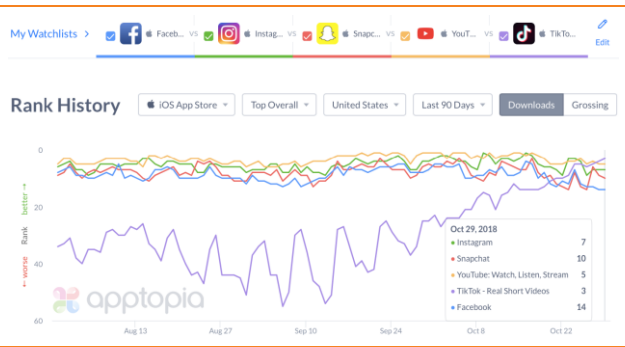 My Watchlists > Faceb... VS Instag... VS Snapc... VS YouT... VS TikTo... Edit
Rank History iOS App Store Top Overall United States Last 90 Days Downloads Grossing
0
20
40
60
← worse Rank better →
Oct 29, 2018
Instagram 7
Snapchat 10
YouTube: Watch, Listen, Stream 5
TikTok - Real Short Videos 3
Facebook 14
apptopia
Aug 13 Aug 27 Sep 10 Sep 24 Oct 8 Oct 22